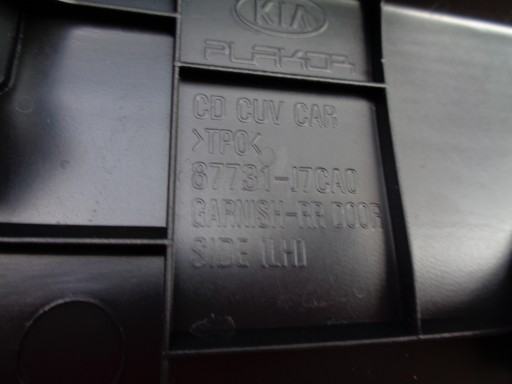 KIA
PLAKOR
CD CUV CAR
>TPO<
87731-J7CA0
GARNISH-RR DOOR
SIDE (LH)